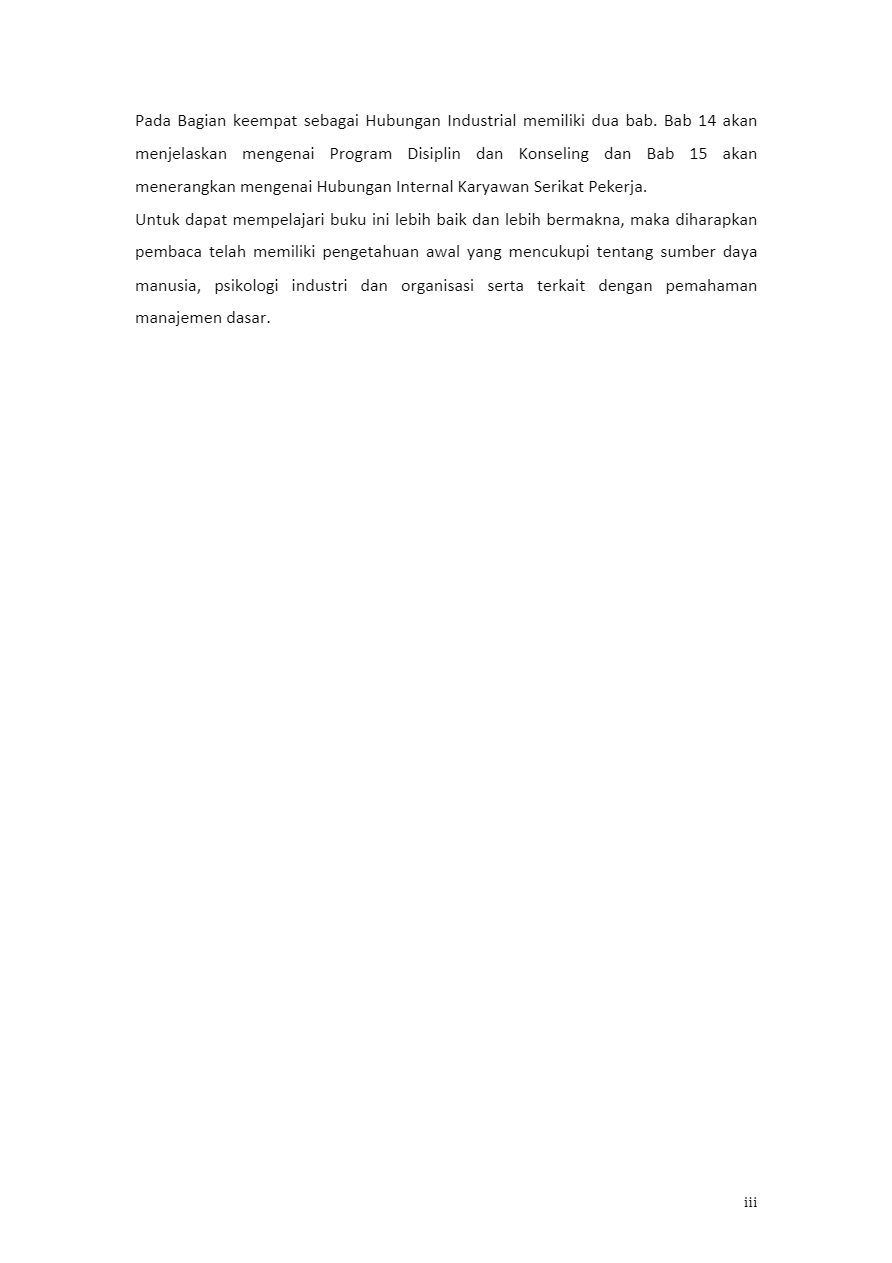 Pada Bagian keempat sebagai Hubungan Industrial memiliki dua bab. Bab 14 akan
menjelaskan mengenai Program Disiplin dan Konseling dan Bab 15 akan
menerangkan mengenai Hubungan Internal Karyawan Serikat Pekerja.
Untuk dapat mempelajari buku ini lebih baik dan lebih bermakna, maka diharapkan
pembaca telah memiliki pengetahuan awal yang mencukupi tentang sumber daya
manusia, psikologi industri dan organisasi serta terkait dengan pemahaman
manajemen dasar.
iii